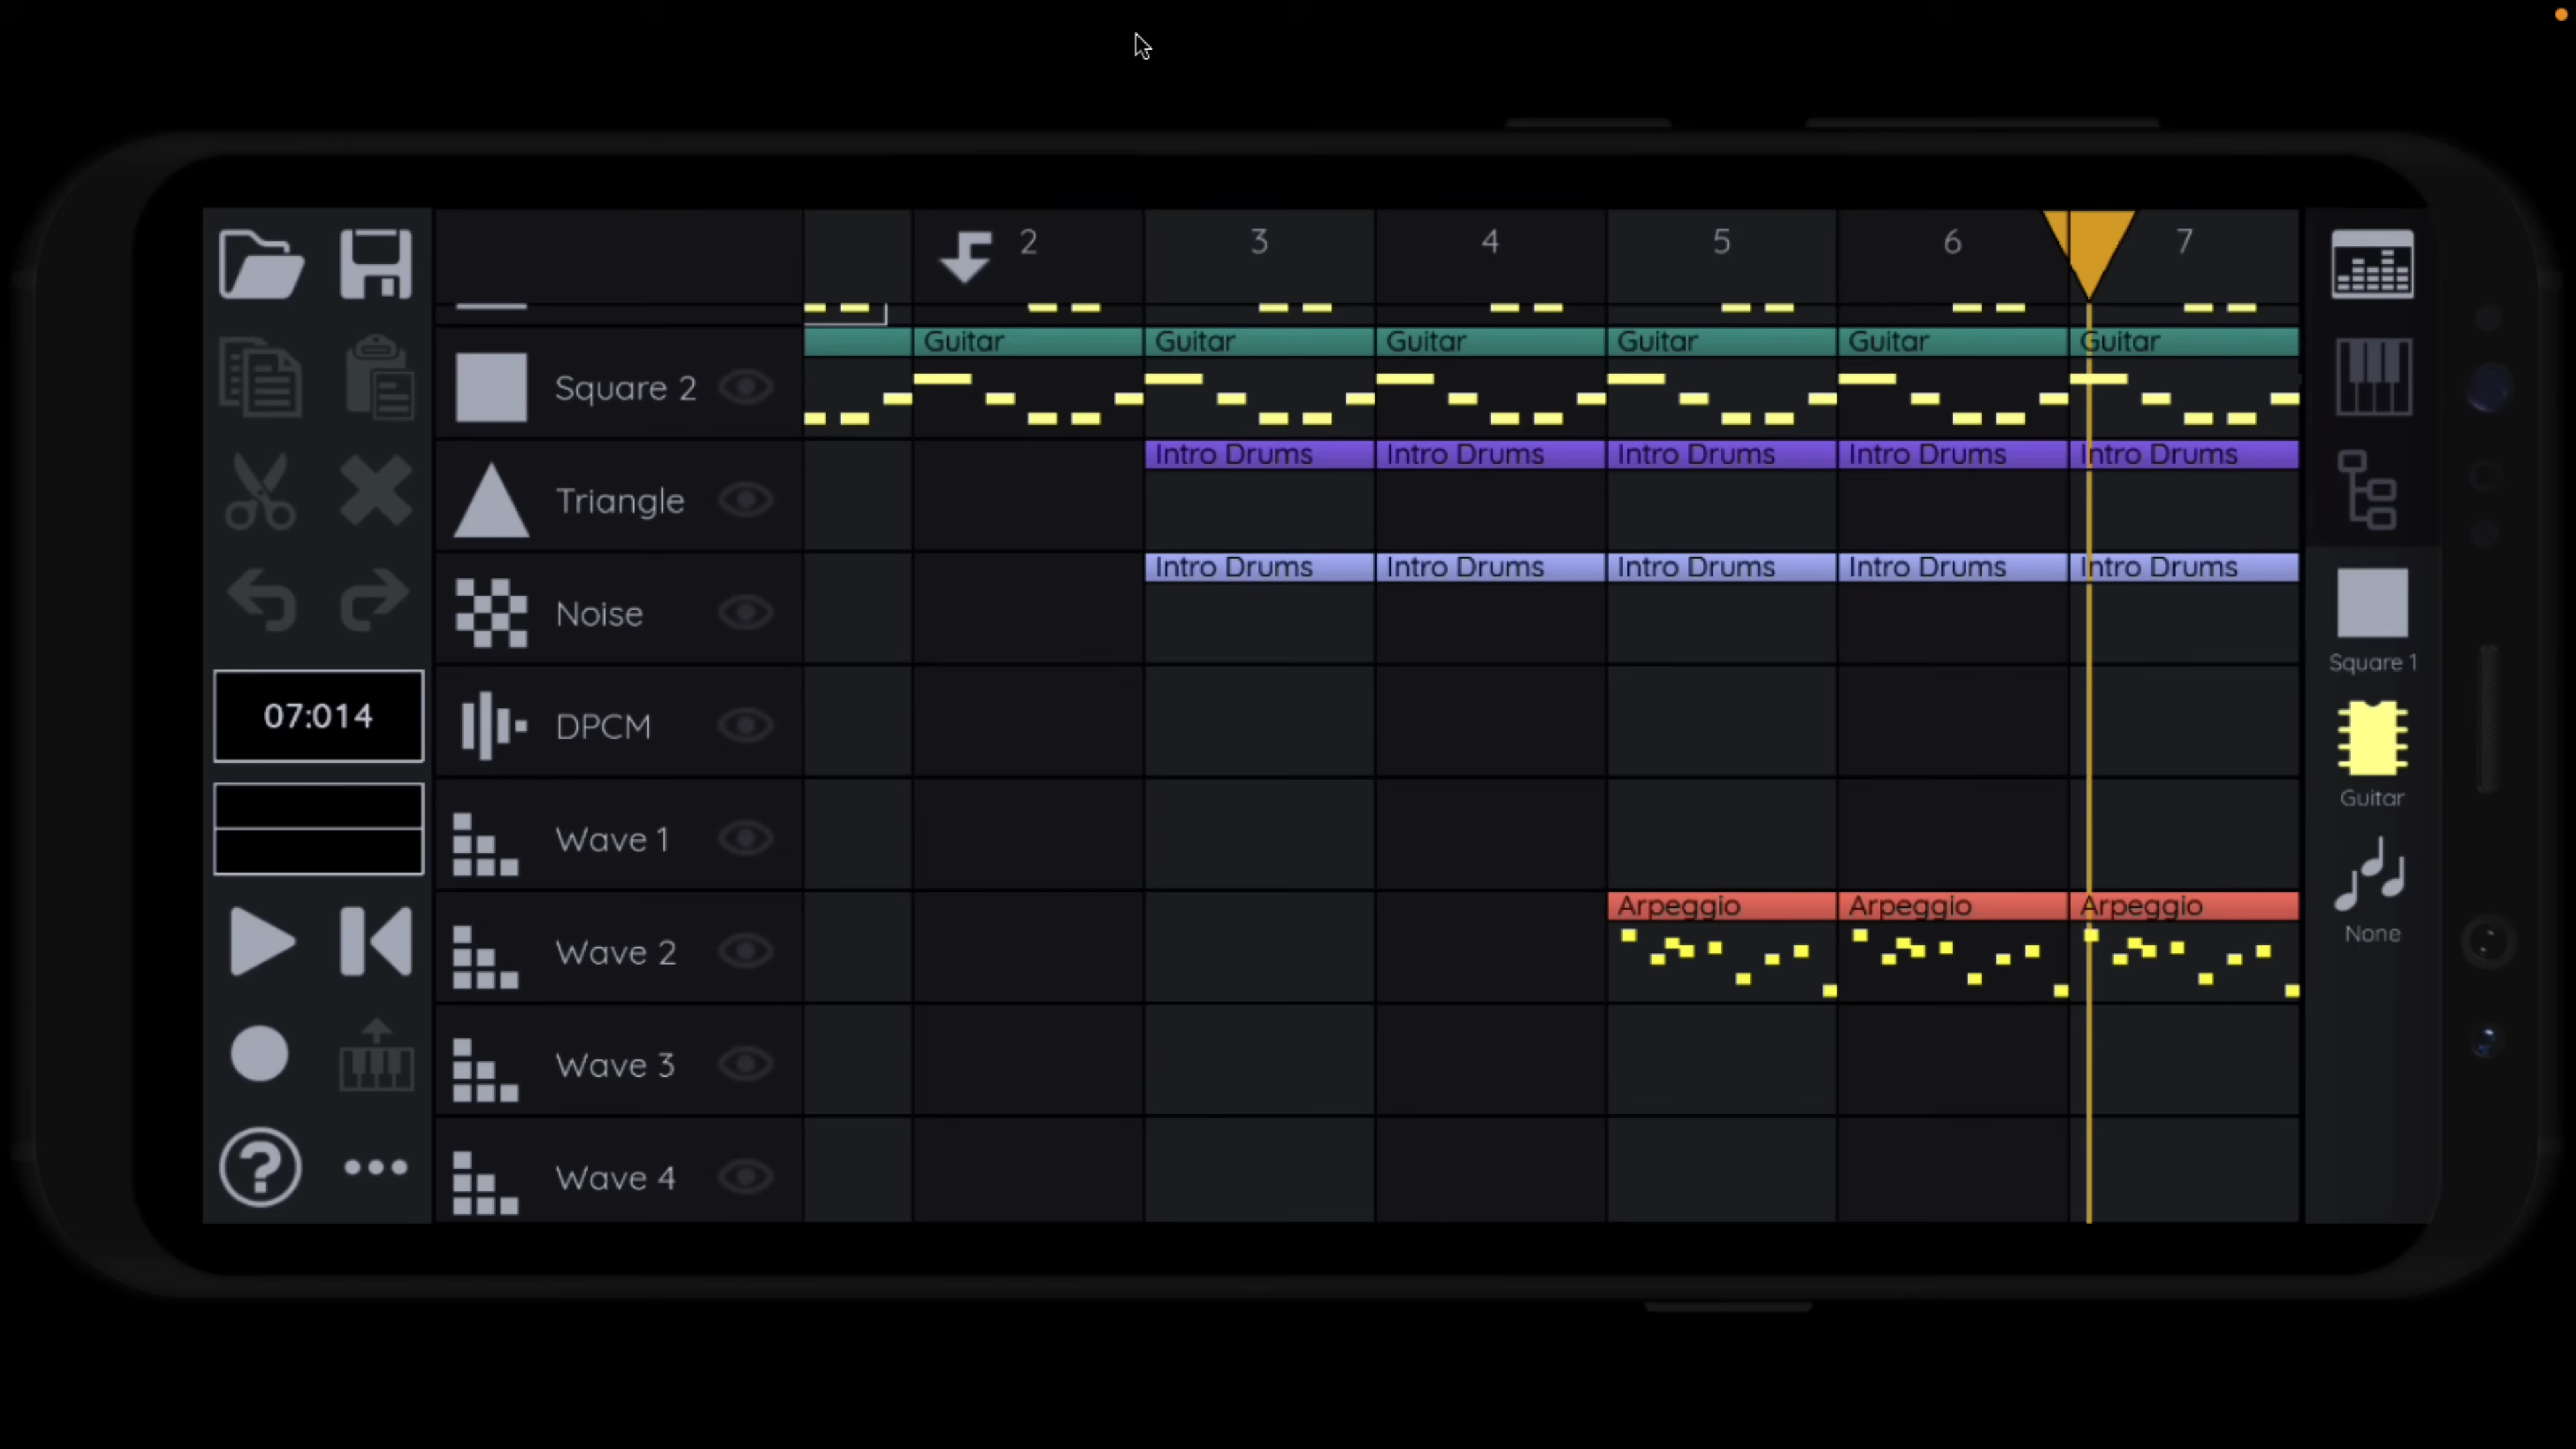 2 3 4 5 6 7
Guitar Guitar Guitar Guitar Guitar Guitar
Square 2
Intro Drums Intro Drums Intro Drums Intro Drums Intro Drums
Triangle
Intro Drums Intro Drums Intro Drums Intro Drums Intro Drums
Noise
Square 1
07:014
DPCM
Guitar
Wave 1
Arpeggio Arpeggio Arpeggio
None
Wave 2
Wave 3
?
Wave 4